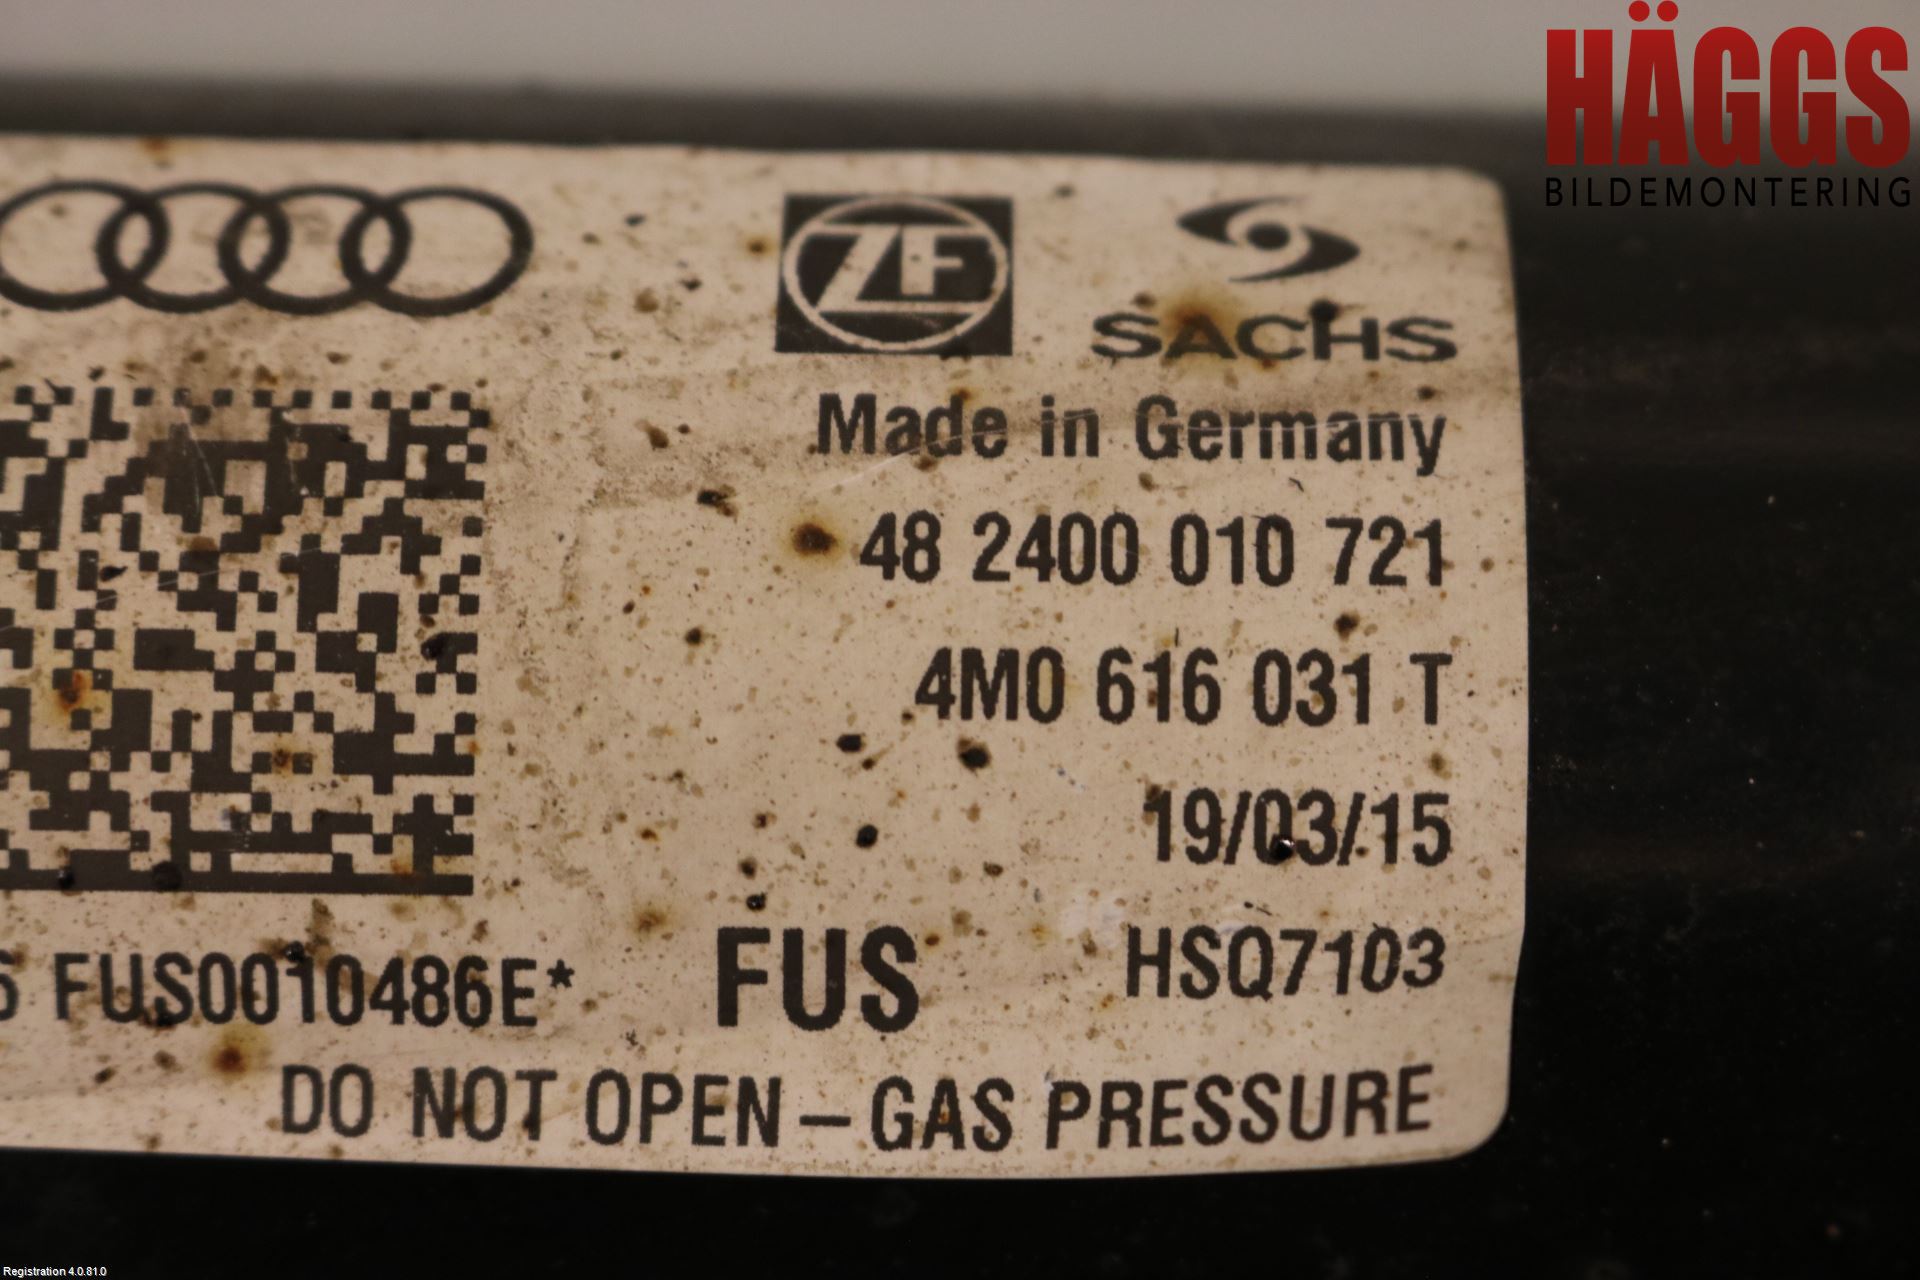 HÄGGS
BILDEMONTERING
ZF
SACHS
Made in Germany
48 2400 010 721
4M0 616 031 T
19/03/15
FUS0010486E*
FUS
HSQ7103
DO NOT OPEN – GAS PRESSURE
Registration 4.0.81.0